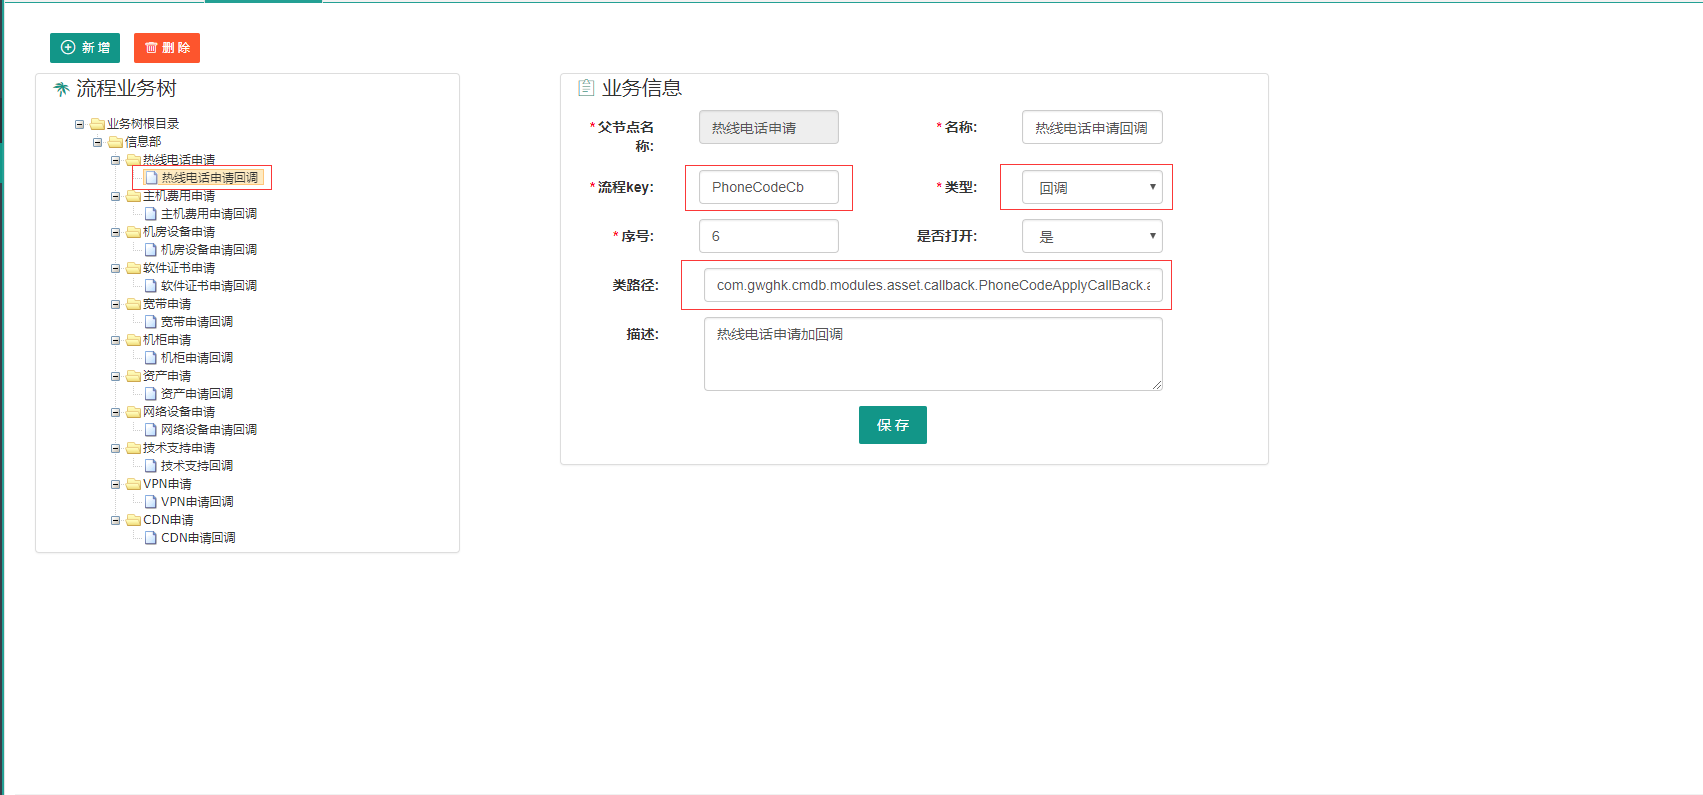 新增
删除
流程业务树
业务树根目录
信息部
热线电话申请
热线电话申请回调
主机费用申请
主机费用申请回调
机房设备申请
机房设备申请回调
软件证书申请
软件证书申请回调
宽带申请
宽带申请回调
机柜申请
机柜申请回调
资产申请
资产申请回调
网络设备申请
网络设备申请回调
技术支持申请
技术支持回调
VPN申请
VPN申请回调
CDN申请
CDN申请回调
业务信息
*父节点名称: 热线电话申请
*名称: 热线电话申请回调
*流程key: PhoneCodeCb
*类型: 回调
*序号: 6
是否打开: 是
类路径: com.gwghk.cmdb.modules.asset.callback.PhoneCodeApplyCallBack.
描述: 热线电话申请加回调
保存